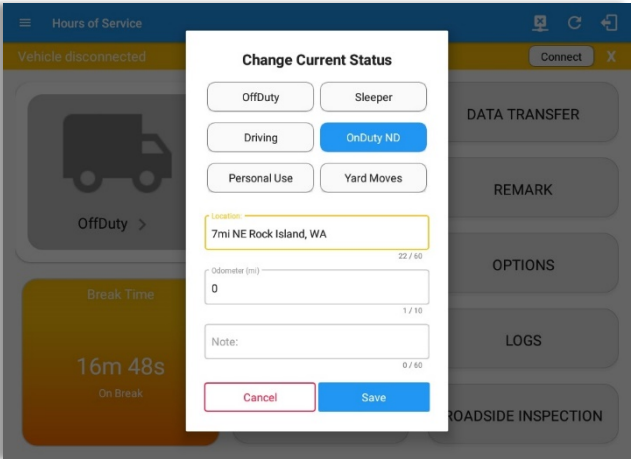 Hours of Service
Vehicle disconnected
Connect X
Change Current Status
OffDuty Sleeper
Driving OnDuty ND
Personal Use Yard Moves
Location:
7mi NE Rock Island, WA
22 / 60
Odometer (mi)
0
1 / 10
Note:
0 / 60
Cancel Save
OffDuty >
Break Time
16m 48s
On Break
DATA TRANSFER
REMARK
OPTIONS
LOGS
ROADSIDE INSPECTION